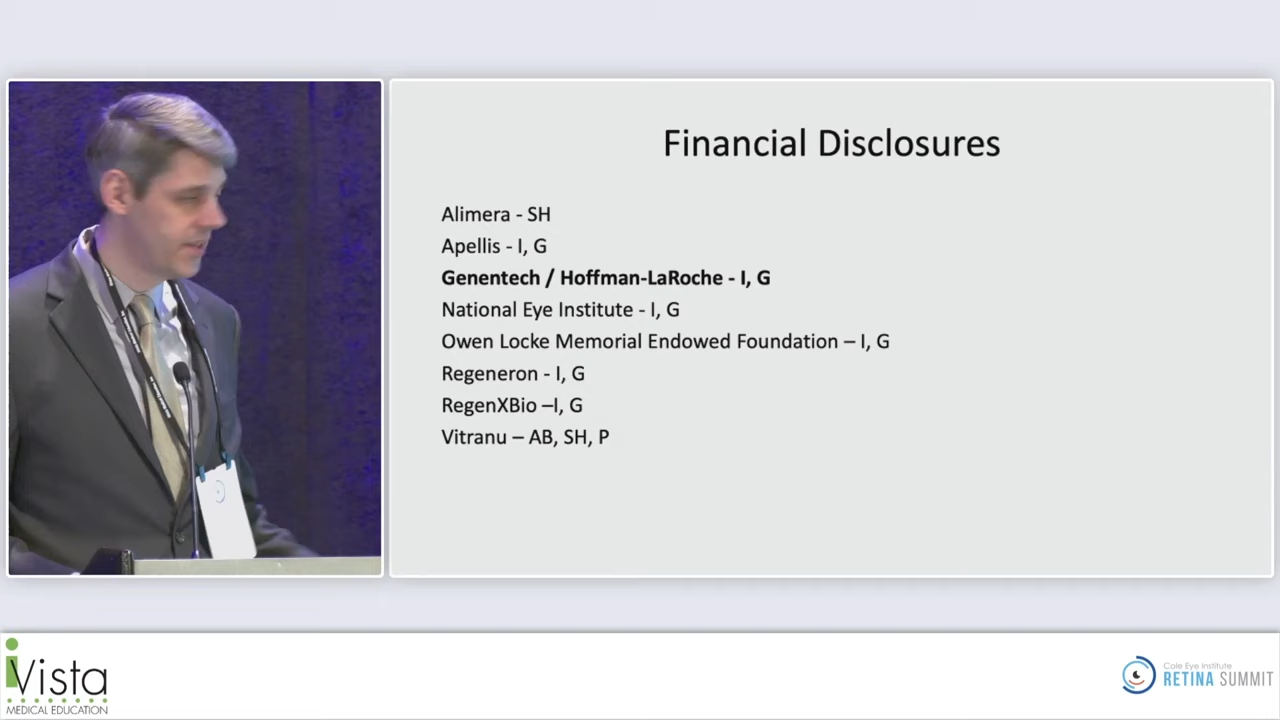 Financial Disclosures
Alimera - SH
Apellis - I, G
Genentech / Hoffman-LaRoche - I, G
National Eye Institute - I, G
Owen Locke Memorial Endowed Foundation – I, G
Regeneron - I, G
RegenXBio –I, G
Vitranu – AB, SH, P
iVista
MEDICAL EDUCATION
Cole Eye Institute
RETINA SUMMIT